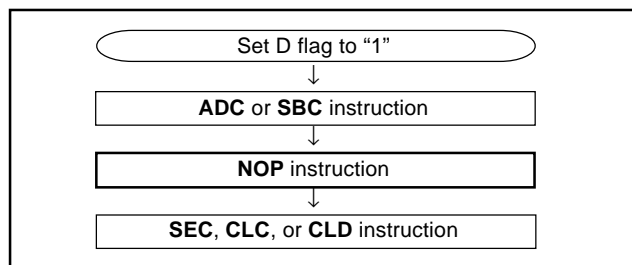 Set D flag to “1”
ADC or SBC instruction
NOP instruction
SEC, CLC, or CLD instruction